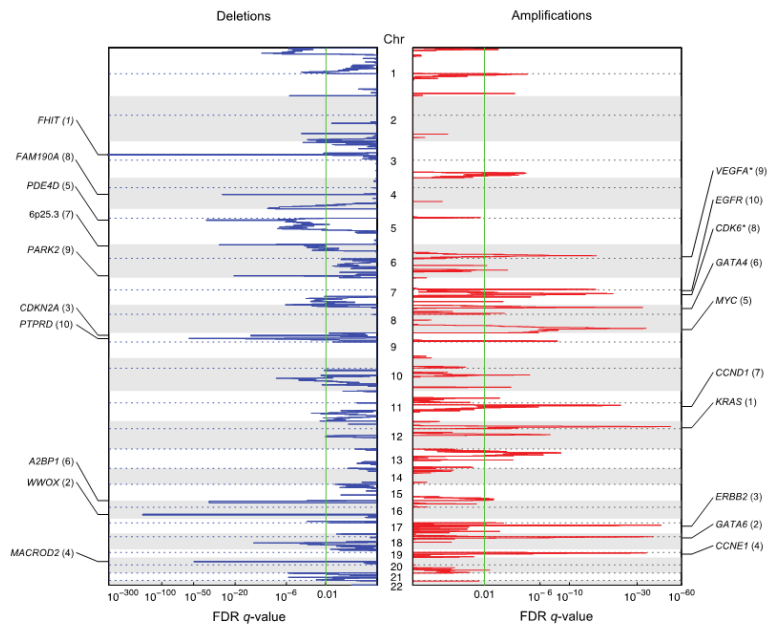 Deletions Amplifications
Chr
1
2
3
4
5
6
7
8
9
10
11
12
13
14
15
16
17
18
19
20
21
22
FHIT (1)
FAM190A (8)
PDE4D (5)
6p25.3 (7)
PARK2 (9)
CDKN2A (3)
PTPRD (10)
A2BP1 (6)
WWOX (2)
MACROD2 (4)
VEGFA* (9)
EGFR (10)
CDK6* (8)
GATA4 (6)
MYC (5)
CCND1 (7)
KRAS (1)
ERBB2 (3)
GATA6 (2)
CCNE1 (4)
10−300 10−100 10−50 10−20 10−6 0.01 0.01 10−6 10−10 10−30 10−60
FDR q-value FDR q-value